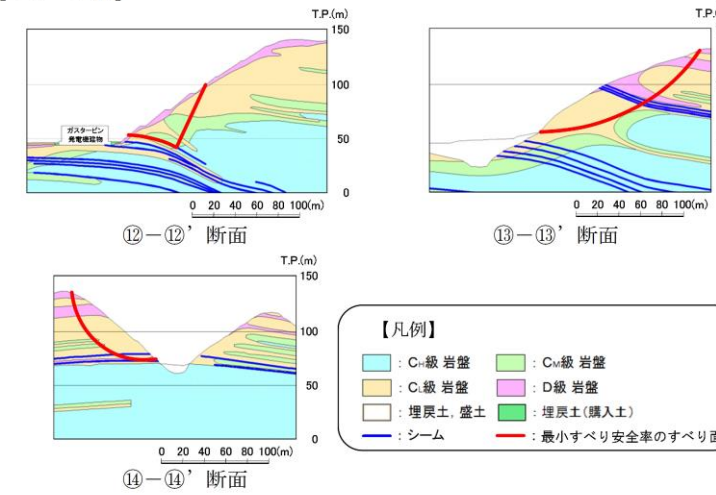 T.P.(m)
150
100
50
0
ガスタービン
発電機建物
0 20 40 60 80 100(m)
⑫－⑫’断面
T.P.
0 20 40 60 80 100(m)
⑬－⑬’断面
T.P.(m)
150
100
50
0
0 20 40 60 80 100(m)
⑭－⑭’断面
【凡例】
：CH級 岩盤 ：CM級 岩盤
：CL級 岩盤 ：D級 岩盤
：埋戻土，盛土 ：埋戻土（購入土）
：シーム ：最小すべり安全率のすべり面